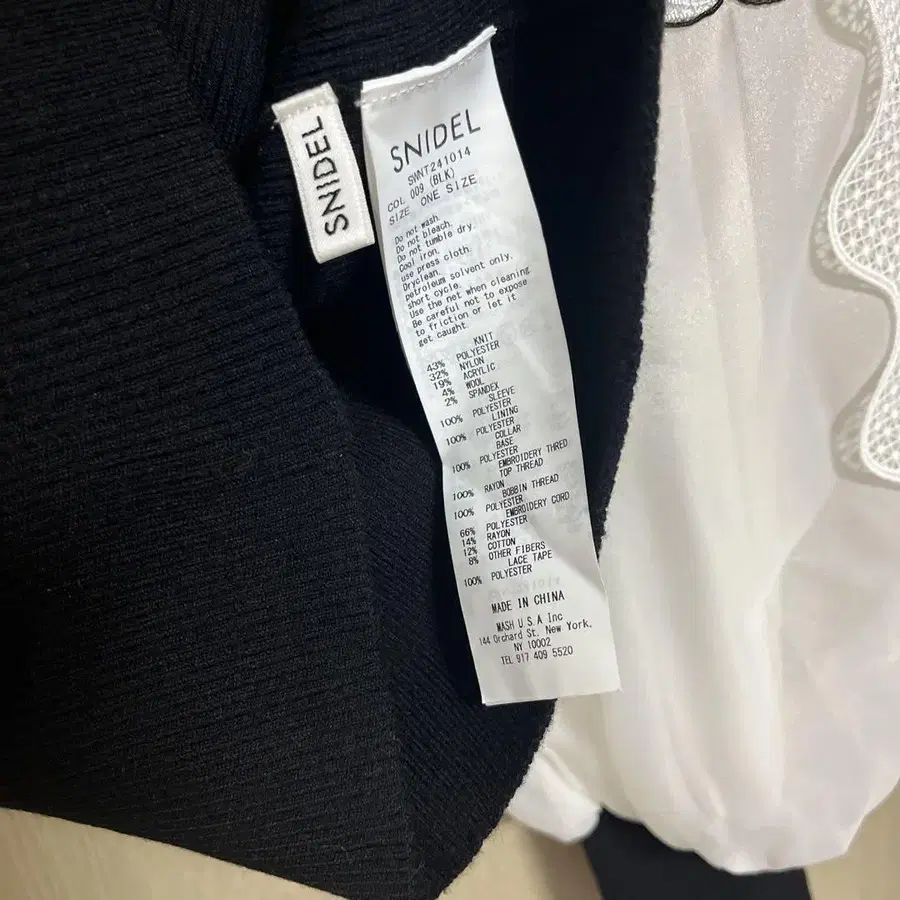 SNIDEL
SNIDEL
SWNT241014
COL 009 (BLK)
SIZE ONE SIZE
Do not wash.
Do not bleach.
Do not tumble dry.
Cool iron.
use press cloth.
Dryclean.
petroleum solvent only.
short cycle.
Use the net when cleaning
Be careful not to expose
to friction or let it
get caught.
KNIT
43% POLYESTER
32% NYLON
19% ACRYLIC
4% WOOL
2% SPANDEX
SLEEVE
100% POLYESTER
LINING
100% POLYESTER
COLLAR
BASE
100% POLYESTER
EMBROIDERY THRED
TOP THREAD
100% RAYON
BOBBIN THREAD
100% POLYESTER
EMBROIDERY CORD
66% POLYESTER
14% RAYON
12% COTTON
8% OTHER FIBERS
LACE TAPE
100% POLYESTER
MADE IN CHINA
MASH U.S.A Inc
144 Orchard St. New York,
NY 10002
TEL 917 409 5520